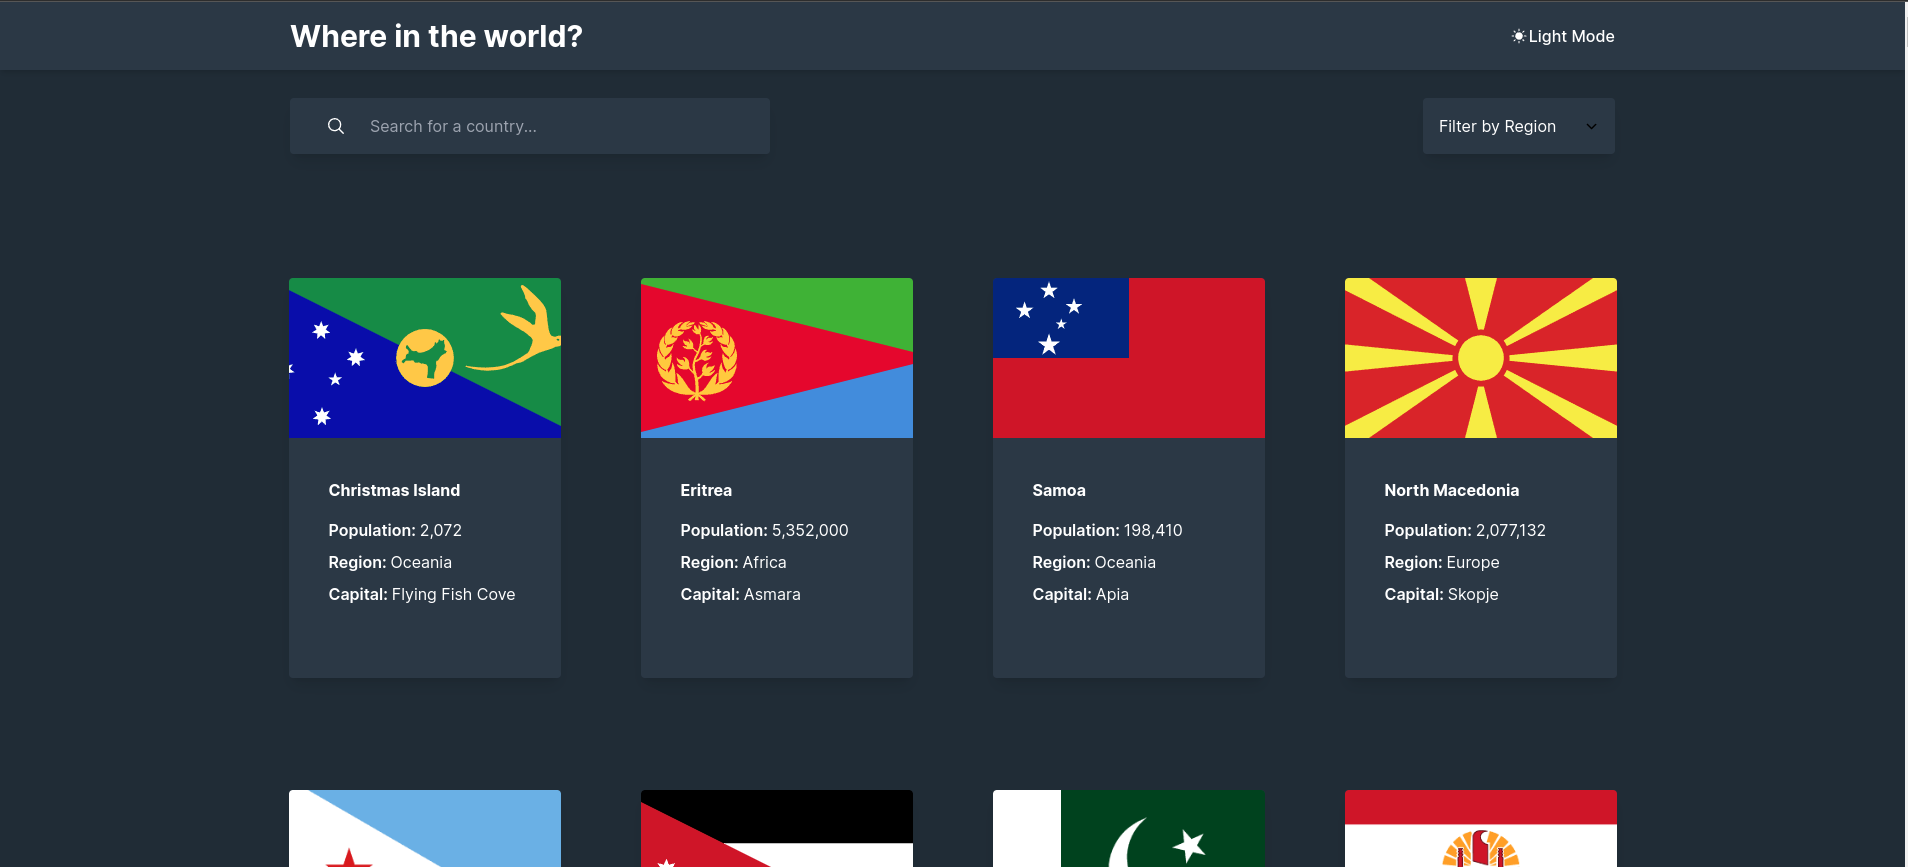 Where in the world?
Light Mode
Search for a country...
Filter by Region
Christmas Island
Population: 2,072
Region: Oceania
Capital: Flying Fish Cove
Eritrea
Population: 5,352,000
Region: Africa
Capital: Asmara
Samoa
Population: 198,410
Region: Oceania
Capital: Apia
North Macedonia
Population: 2,077,132
Region: Europe
Capital: Skopje